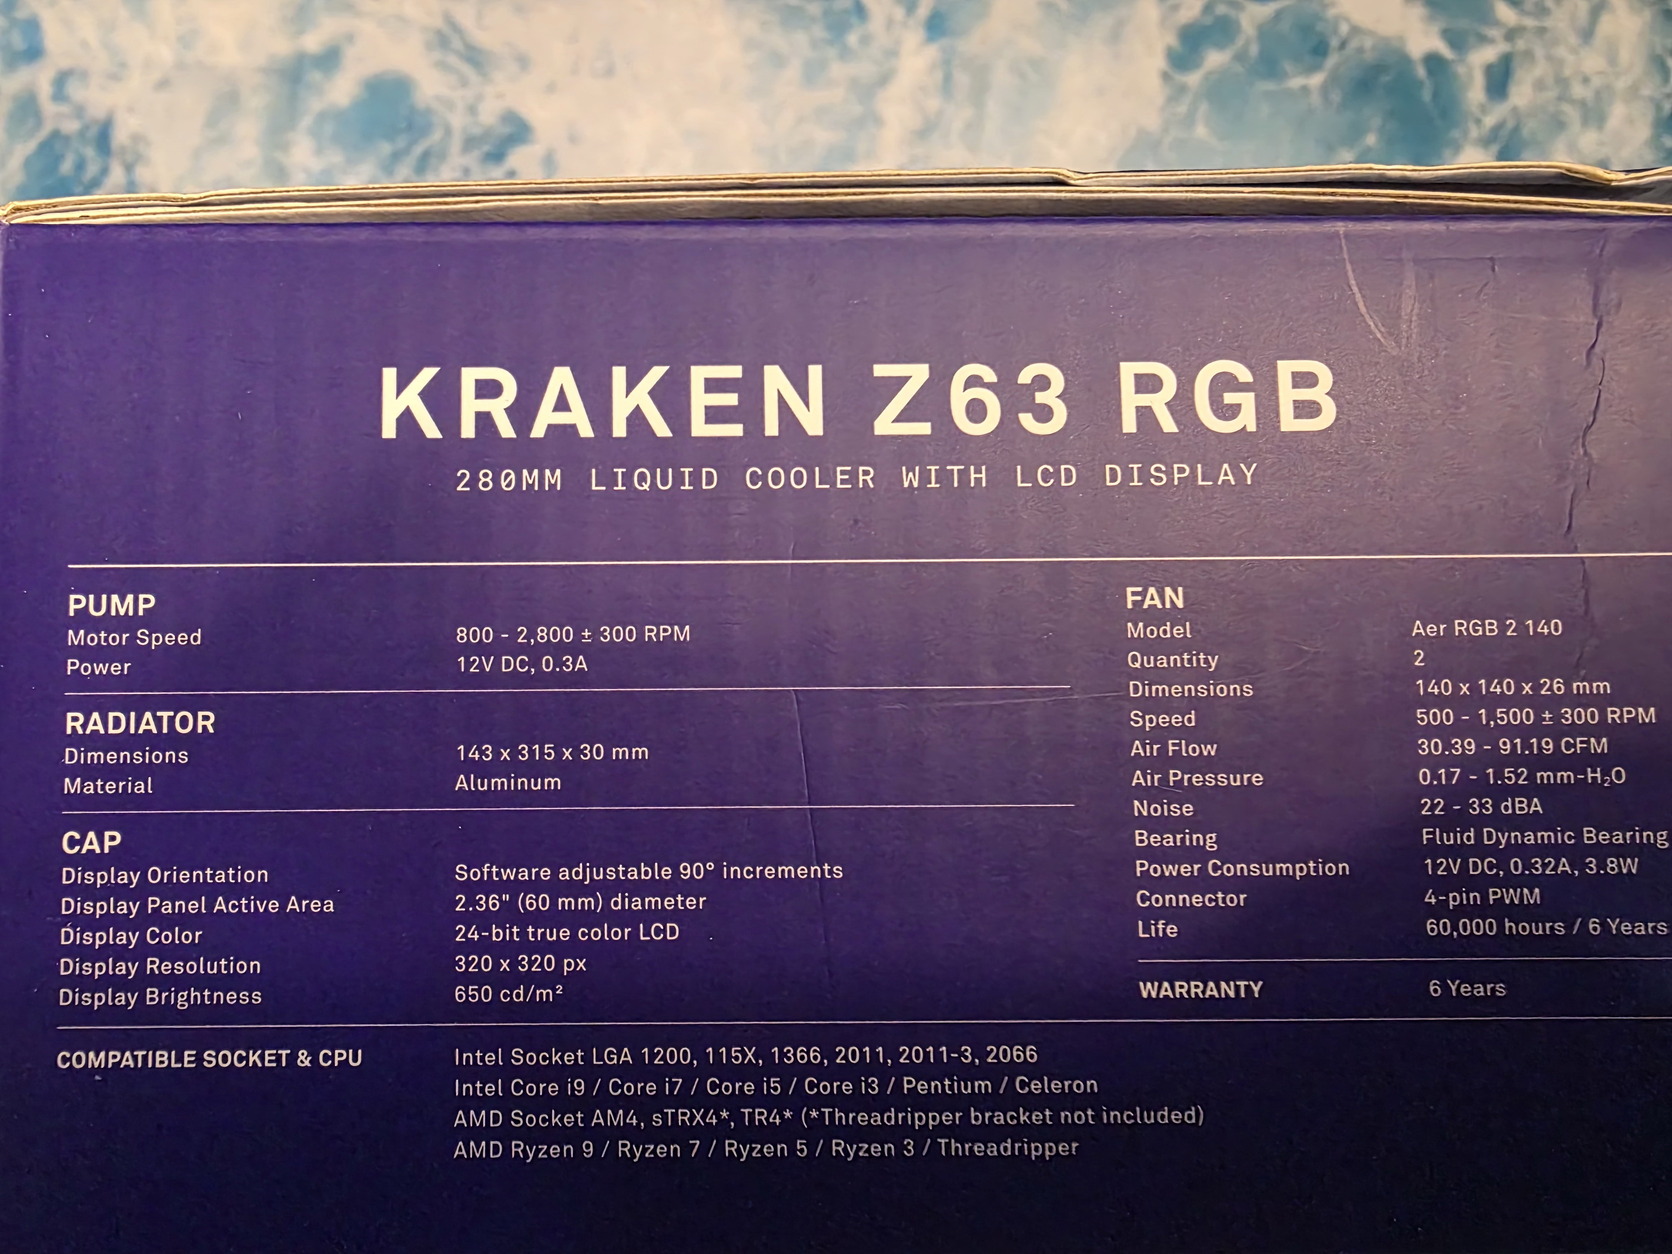 KRAKEN Z63 RGB
280MM LIQUID COOLER WITH LCD DISPLAY
PUMP
Motor Speed 800 - 2,800 ± 300 RPM
Power 12V DC, 0.3A
RADIATOR
Dimensions 143 x 315 x 30 mm
Material Aluminum
CAP
Display Orientation Software adjustable 90° increments
Display Panel Active Area 2.36" (60 mm) diameter
Display Color 24-bit true color LCD
Display Resolution 320 x 320 px
Display Brightness 650 cd/m²
FAN
Model Aer RGB 2 140
Quantity 2
Dimensions 140 x 140 x 26 mm
Speed 500 - 1,500 ± 300 RPM
Air Flow 30.39 - 91.19 CFM
Air Pressure 0.17 - 1.52 mm-H₂O
Noise 22 - 33 dBA
Bearing Fluid Dynamic Bearing
Power Consumption 12V DC, 0.32A, 3.8W
Connector 4-pin PWM
Life 60,000 hours / 6 Years
WARRANTY 6 Years
COMPATIBLE SOCKET & CPU Intel Socket LGA 1200, 115X, 1366, 2011, 2011-3, 2066
Intel Core i9 / Core i7 / Core i5 / Core i3 / Pentium / Celeron
AMD Socket AM4, sTRX4*, TR4* (*Threadripper bracket not included)
AMD Ryzen 9 / Ryzen 7 / Ryzen 5 / Ryzen 3 / Threadripper